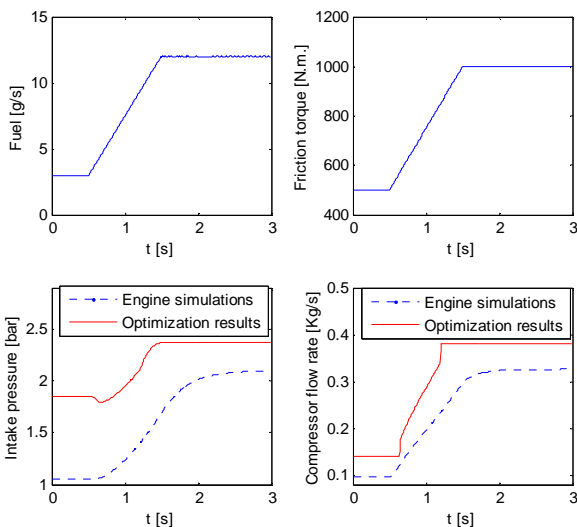 15
10
5
0
0
1
2
3
Fuel [g/s]
t [s]
1200
1000
800
600
400
0
1
2
3
Friction torque [N.m.]
t [s]
Engine simulations
Optimization results
2.5
2
1.5
1
0
1
2
3
Intake pressure [bar]
t [s]
Engine simulations
Optimization results
0.5
0.4
0.3
0.2
0.1
0
1
2
3
Compressor flow rate [Kg/s]
t [s]